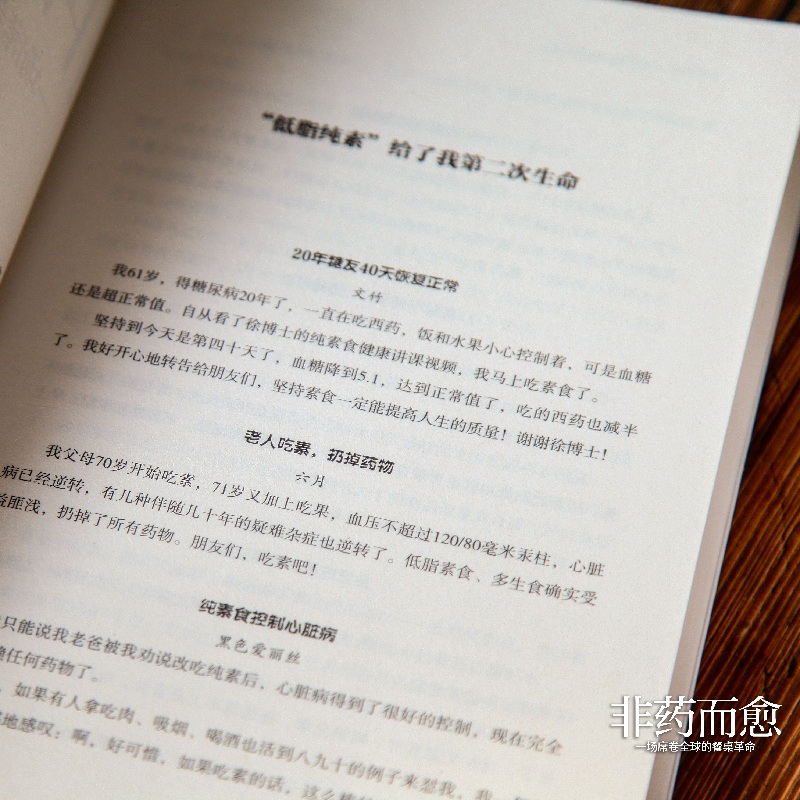 “低脂纯素”给了我第二次生命
20年糖友40天恢复正常
文竹
我61岁，得糖尿病20年了，一直在吃西药，饭和水果小心控制着，可是血糖
还是超正常值。自从看了徐博士的纯素食健康讲课视频，我马上吃素食了。
坚持到今天是第四十天了，血糖降到5.1，达到正常值了，吃的西药也减半
了。我好开心地转告给朋友们，坚持素食一定能提高人生的质量！谢谢徐博士！
老人吃素，扔掉药物
六月
我父母70岁开始吃素，71岁又加上吃果，血压不超过120/80毫米汞柱，心脏
病已经逆转，有几种伴随几十年的疑难杂症也逆转了。低脂素食、多生食确实受
益匪浅，扔掉了所有药物。朋友们，吃素吧！
纯素食控制心脏病
黑色爱丽丝
只能说我老爸被我劝说改吃纯素后，心脏病得到了很好的控制，现在完全
任何药物了。
如果有人拿吃肉、吸烟、喝酒也活到八九十的例子来怼我，我
地感叹：啊，好可惜，如果吃素的话，这么
非药而愈
一场席卷全球的餐桌革命